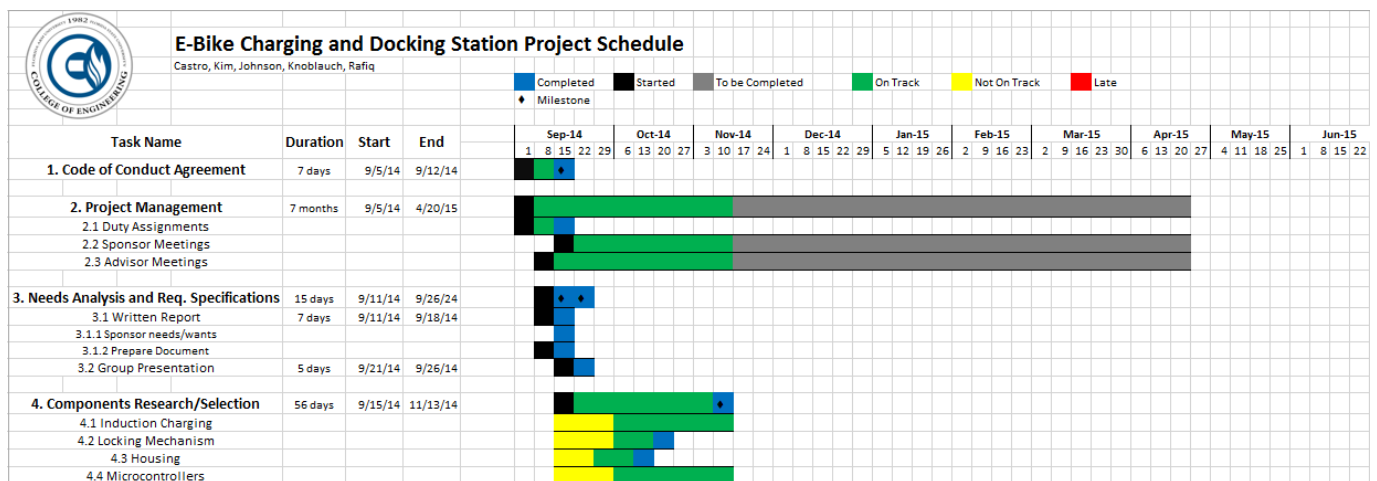 1982
COLLEGE OF ENGINEERING
E-Bike Charging and Docking Station Project Schedule
Castro, Kim, Johnson, Knoblauch, Rafiq
Completed Started To be Completed On Track Not On Track Late
Milestone
Task Name Duration Start End Sep-14 Oct-14 Nov-14 Dec-14 Jan-15 Feb-15 Mar-15 Apr-15 May-15 Jun-15
1 8 15 22 29 6 13 20 27 3 10 17 24 1 8 15 22 29 5 12 19 26 2 9 16 23 2 9 16 23 30 6 13 20 27 4 11 18 25 1 8 15 22
1. Code of Conduct Agreement 7 days 9/5/14 9/12/14
2. Project Management 7 months 9/5/14 4/20/15
2.1 Duty Assignments
2.2 Sponsor Meetings
2.3 Advisor Meetings
3. Needs Analysis and Req. Specifications 15 days 9/11/14 9/26/24
3.1 Written Report 7 days 9/11/14 9/18/14
3.1.1 Sponsor needs/wants
3.1.2 Prepare Document
3.2 Group Presentation 5 days 9/21/14 9/26/14
4. Components Research/Selection 56 days 9/15/14 11/13/14
4.1 Induction Charging
4.2 Locking Mechanism
4.3 Housing
4.4 Microcontrollers